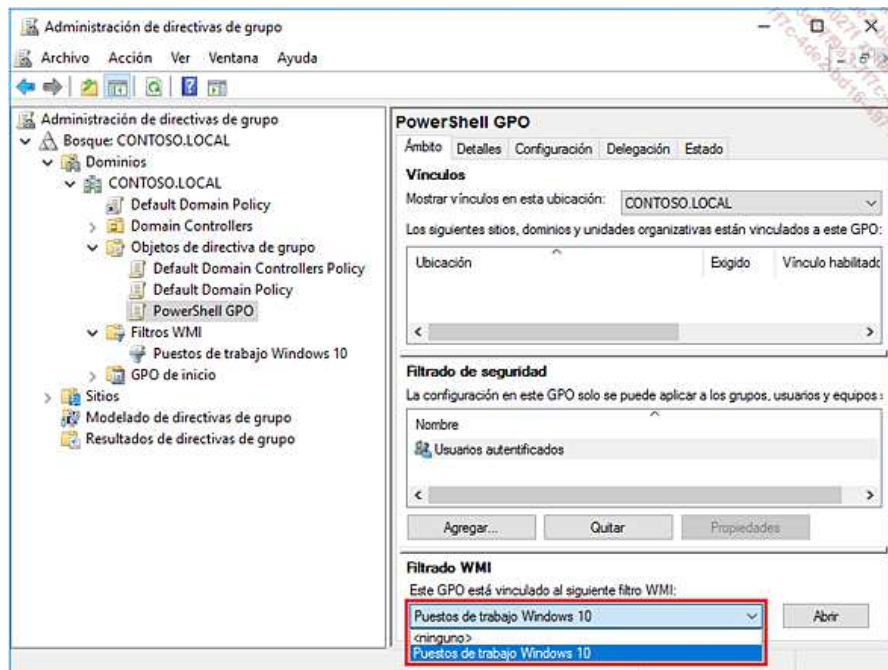 Administración de directivas de grupo
Archivo Acción Ver Ventana Ayuda
Administración de directivas de grupo
Bosque: CONTOSO.LOCAL
Dominios
CONTOSO.LOCAL
Default Domain Policy
Domain Controllers
Objetos de directiva de grupo
Default Domain Controllers Policy
Default Domain Policy
PowerShell GPO
Filtros WMI
Puestos de trabajo Windows 10
GPO de inicio
Sitios
Modelado de directivas de grupo
Resultados de directivas de grupo
PowerShell GPO
Ámbito Detalles Configuración Delegación Estado
Vínculos
Mostrar vínculos en esta ubicación: CONTOSO.LOCAL
Los siguientes sitios, dominios y unidades organizativas están vinculados a este GPO:
Ubicación Exigido Vínculo habilitado
Filtrado de seguridad
La configuración en este GPO solo se puede aplicar a los grupos, usuarios y equipos
Nombre
Usuarios autentificados
Agregar... Quitar Propiedades
Filtrado WMI
Este GPO está vinculado al siguiente filtro WMI:
Puestos de trabajo Windows 10 Abrir
<ninguno>
Puestos de trabajo Windows 10